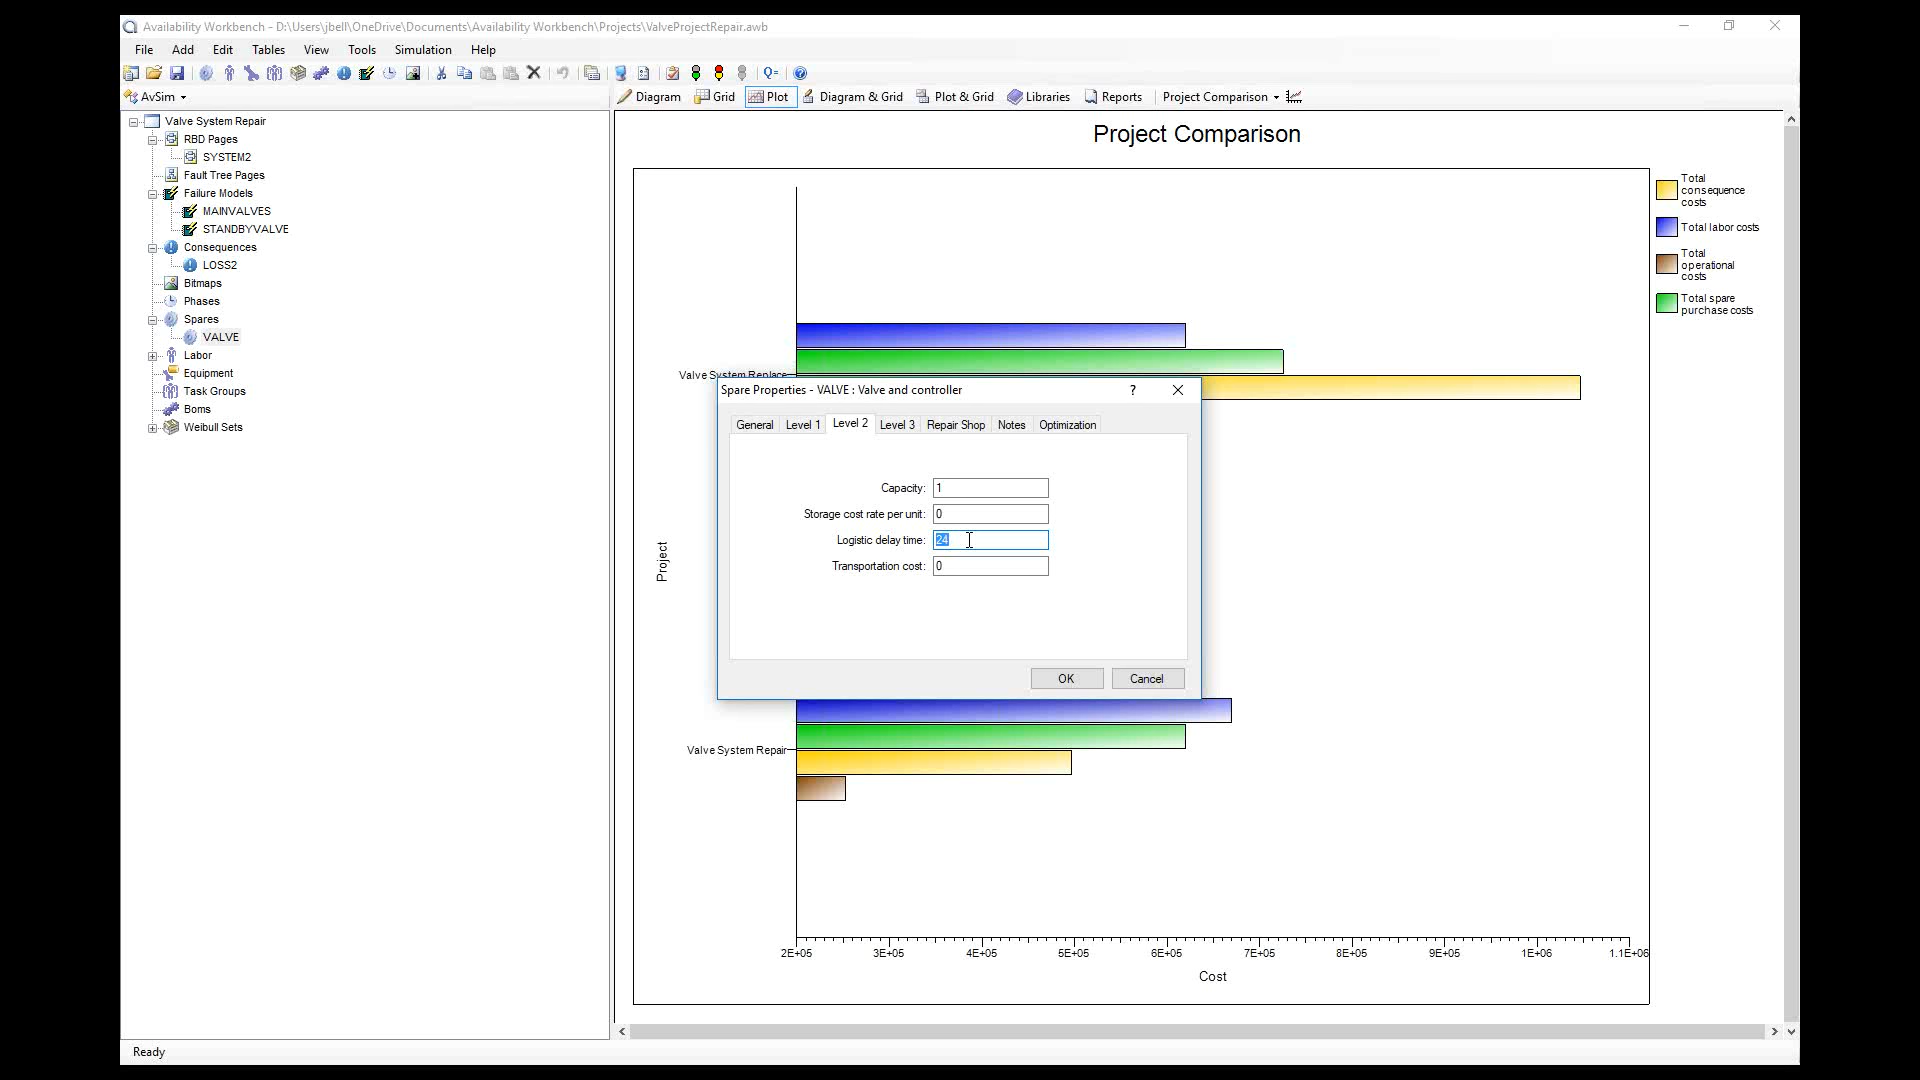 Availability Workbench - D:\Users\jbell\OneDrive\Documents\Availability Workbench\Projects\ValveProjectRepair.awb
File Add Edit Tables View Tools Simulation Help
Q=
AvSim
Diagram Grid Plot Diagram & Grid Plot & Grid Libraries Reports Project Comparison
Valve System Repair
RBD Pages
SYSTEM2
Fault Tree Pages
Failure Models
MAINVALVES
STANDBYVALVE
Consequences
LOSS2
Bitmaps
Phases
Spares
VALVE
Labor
Equipment
Task Groups
Boms
Weibull Sets
Project Comparison
Total
consequence
costs
Total labor costs
Total
operational
costs
Total spare
purchase costs
Valve System Replace
Spare Properties - VALVE : Valve and controller
?
General Level 1 Level 2 Level 3 Repair Shop Notes Optimization
Capacity: 1
Storage cost rate per unit: 0
Logistic delay time: 24
Transportation cost: 0
OK Cancel
Project
Valve System Repair
2E+05 3E+05 4E+05 5E+05 6E+05 7E+05 8E+05 9E+05 1E+06 1.1E+06
Cost
Ready